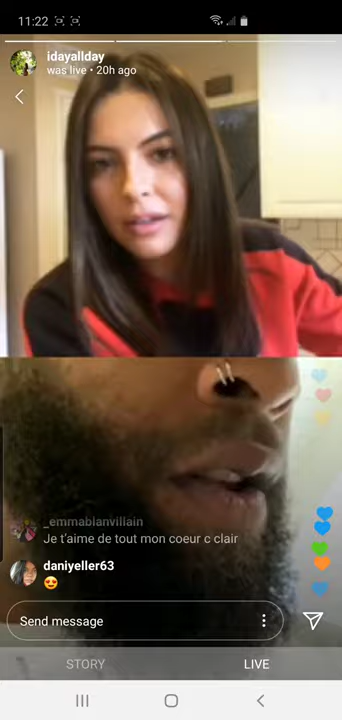 11:22
idayallday
was live • 20h ago
_emmablanvillain
Je t'aime de tout mon coeur c clair
daniyeller63
😍
Send message
STORY
LIVE